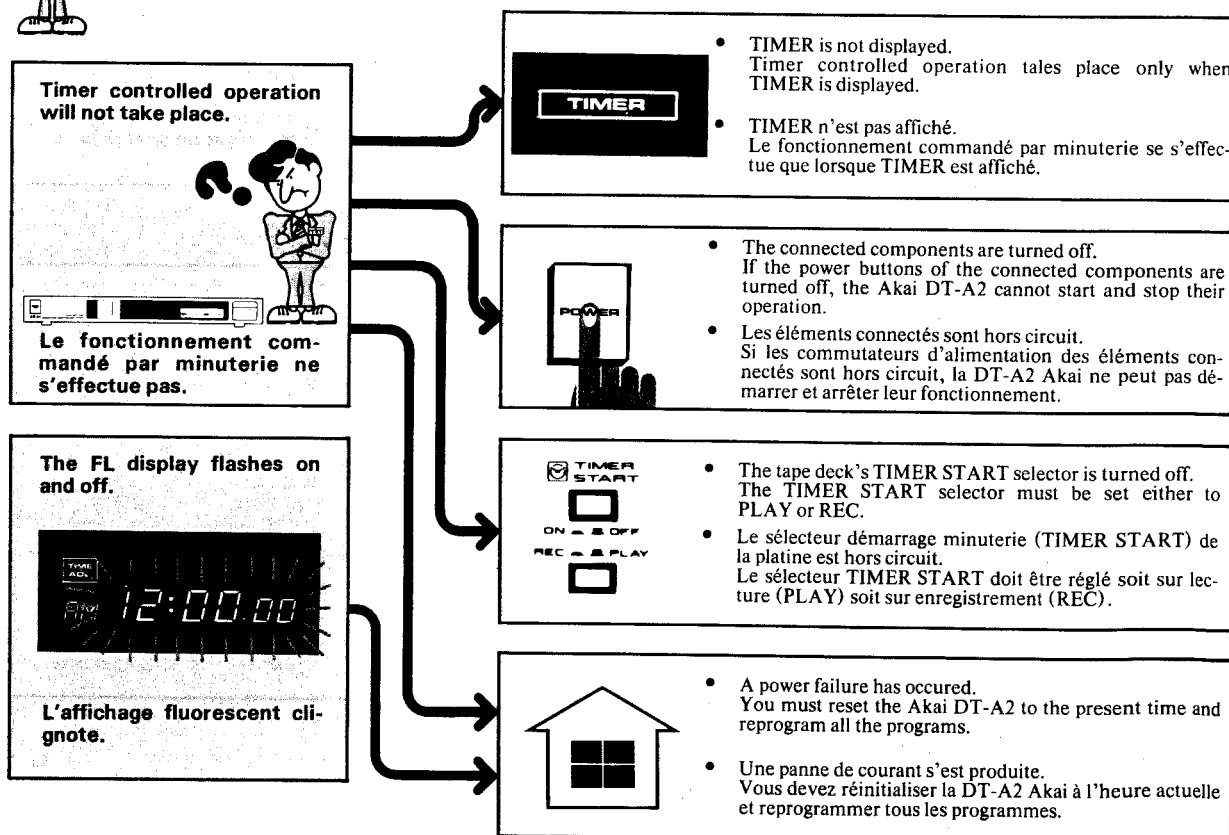 Timer controlled operation
will not take place.
Le fonctionnement com-
mandé par minuterie ne
s'effectue pas.
The FL display flashes on
and off.
TIME
ADJ.
12:00.00
L'affichage fluorescent cli-
gnote.
TIMER
• TIMER is not displayed.
Timer controlled operation tales place only when
TIMER is displayed.
• TIMER n'est pas affiché.
Le fonctionnement commandé par minuterie se s'effec-
tue que lorsque TIMER est affiché.
POWER
• The connected components are turned off.
If the power buttons of the connected components are
turned off, the Akai DT-A2 cannot start and stop their
operation.
• Les éléments connectés sont hors circuit.
Si les commutateurs d'alimentation des éléments con-
nectés sont hors circuit, la DT-A2 Akai ne peut pas dé-
marrer et arrêter leur fonctionnement.
TIMER
START
ON OFF
REC PLAY
• The tape deck's TIMER START selector is turned off.
The TIMER START selector must be set either to
PLAY or REC.
• Le sélecteur démarrage minuterie (TIMER START) de
la platine est hors circuit.
Le sélecteur TIMER START doit être réglé soit sur lec-
ture (PLAY) soit sur enregistrement (REC).
• A power failure has occured.
You must reset the Akai DT-A2 to the present time and
reprogram all the programs.
• Une panne de courant s'est produite.
Vous devez réinitialiser la DT-A2 Akai à l'heure actuelle
et reprogrammer tous les programmes.